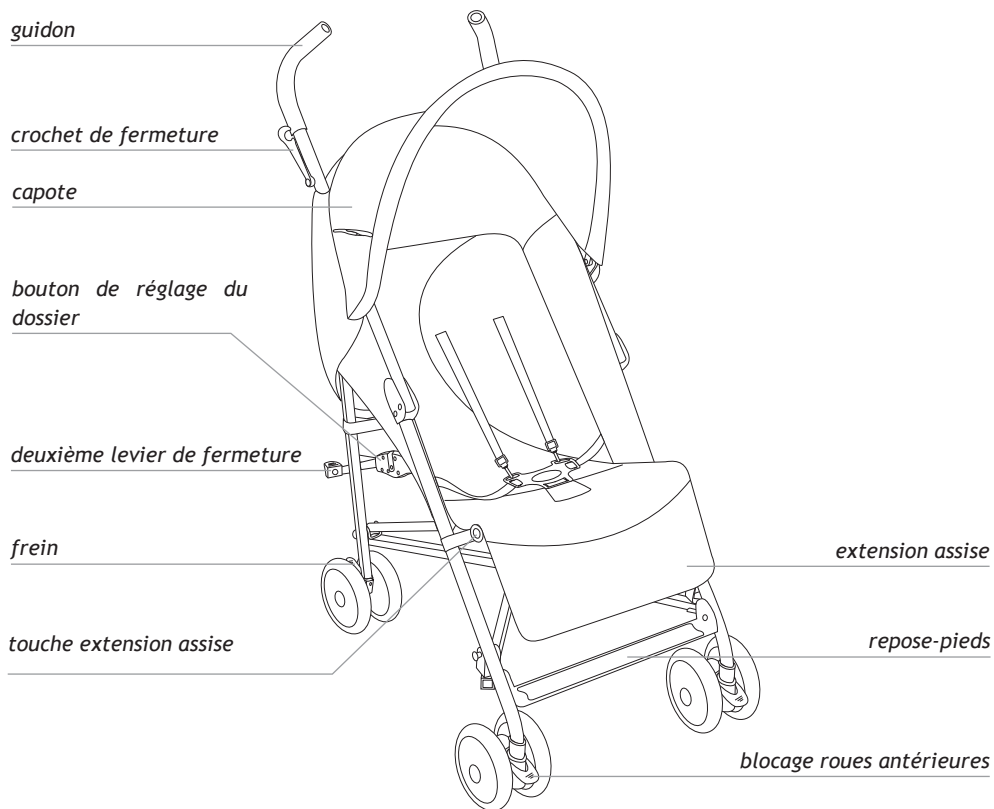 guidon
crochet de fermeture
capote
bouton de réglage du
dossier
deuxième levier de fermeture
frein
extension assise
touche extension assise
repose-pieds
blocage roues antérieures